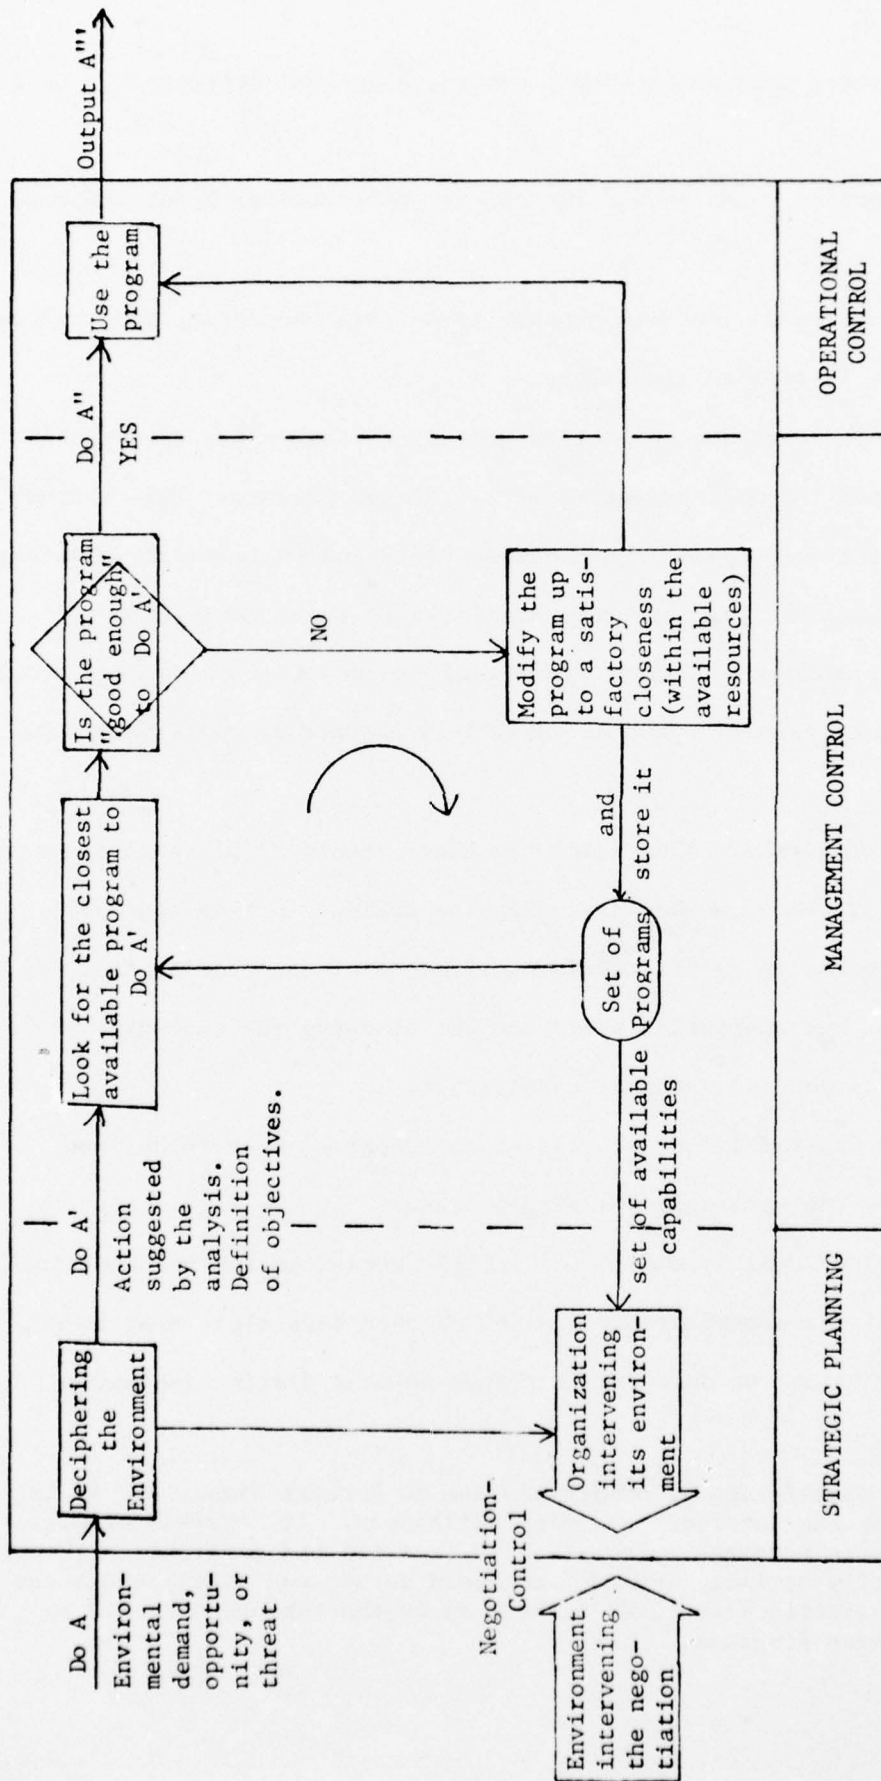 Do A
Environ-
mental
demand,
opportu-
nity, or
threat
Deciphering
the
Environment
Do A'
Action
suggested
by the
analysis.
Definition
of objectives.
Look for the closest
available program to
Do A'
Is the program
"good enough"
to Do A'
Do A"
YES
Use the
program
Output A"'
NO
Negotiation-
Control
Environment
intervening
the nego-
tiation
Organization
intervening
its environ-
ment
set of available
capabilities
Set of
Programs
and
store it
Modify the
program up
to a satis-
factory
closeness
(within the
available
resources)
STRATEGIC PLANNING
MANAGEMENT CONTROL
OPERATIONAL
CONTROL